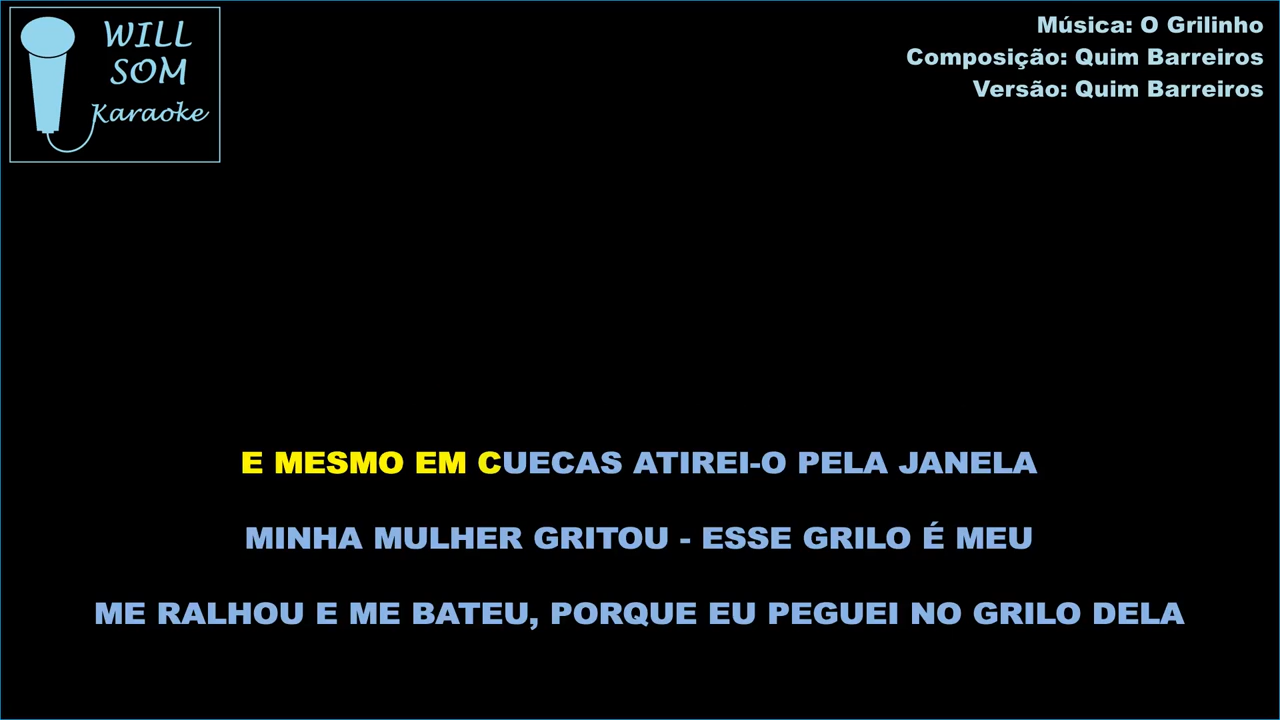 WILL
SOM
Karaoke
Música: O Grilinho
Composição: Quim Barreiros
Versão: Quim Barreiros
E MESMO EM CUECAS ATIREI-O PELA JANELA
MINHA MULHER GRITOU - ESSE GRILO É MEU
ME RALHOU E ME BATEU, PORQUE EU PEGUEI NO GRILO DELA